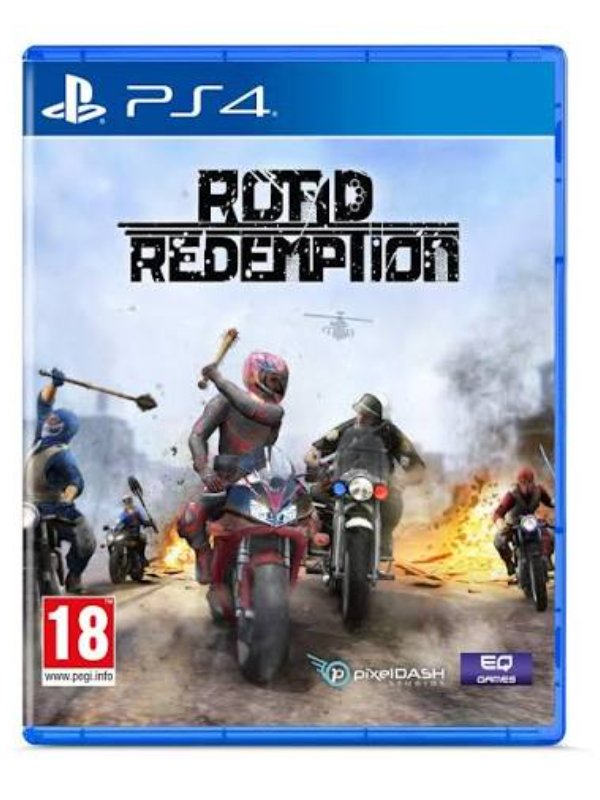 PS4
ROAD
REDEMPTION
18
www.pegi.info
pixelDASH
STUDIOS
EQ
GAMES